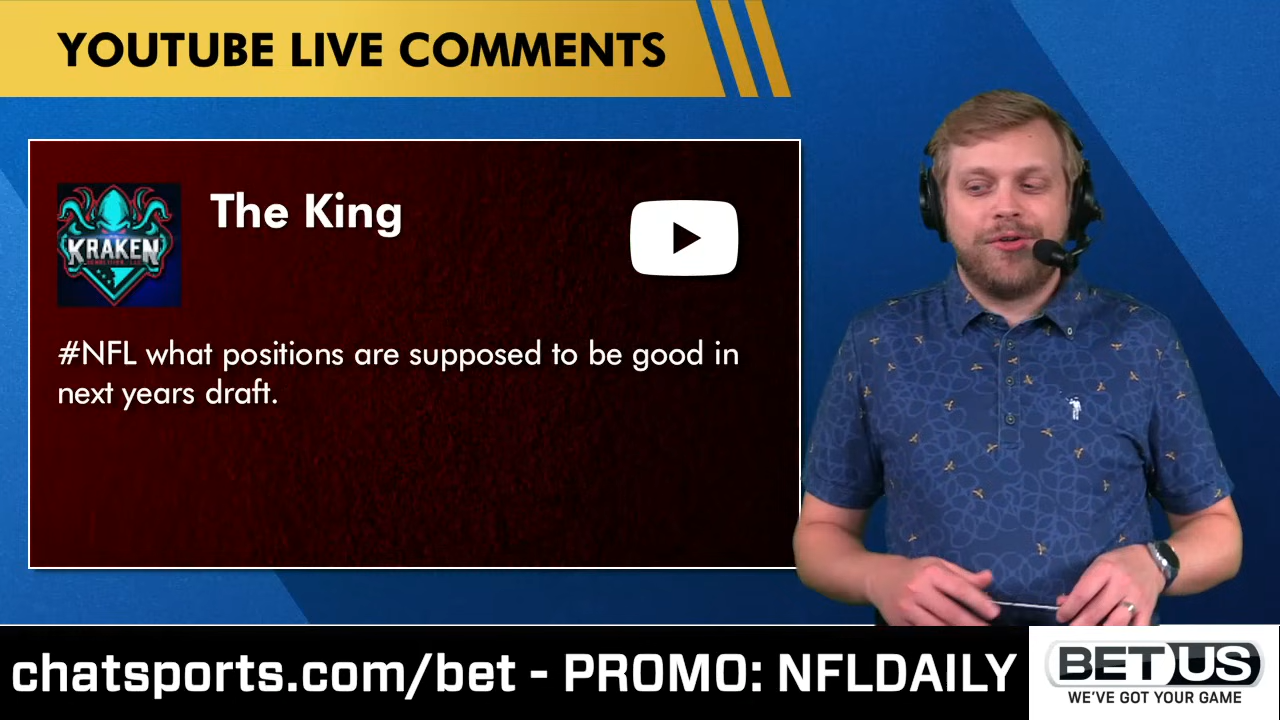 YOUTUBE LIVE COMMENTS
KRAKEN
The King
#NFL what positions are supposed to be good in
next years draft.
chatsports.com/bet - PROMO: NFLDAILY
BETUS
WE'VE GOT YOUR GAME